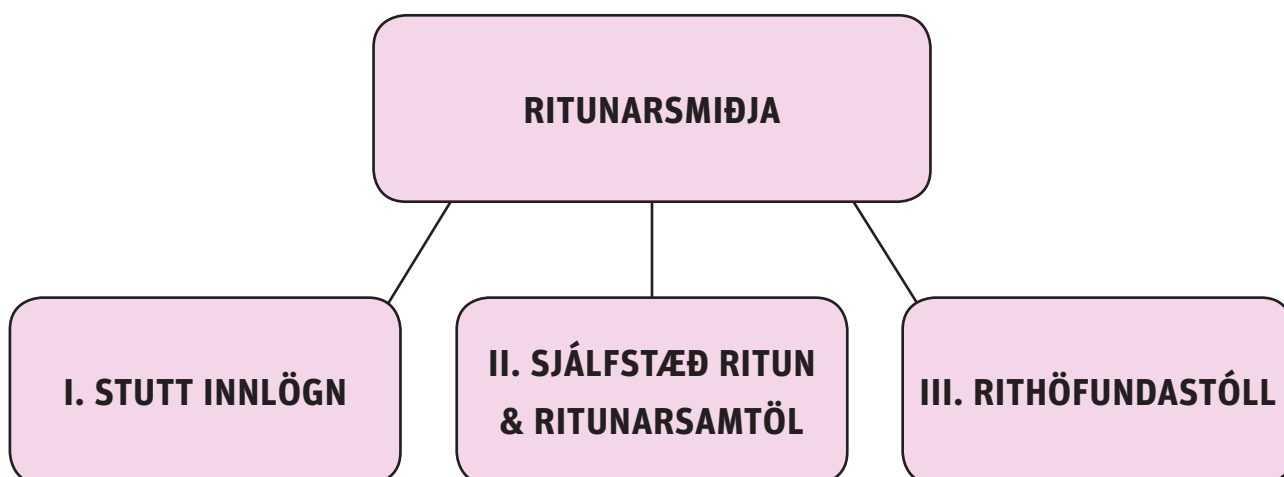 RITUNARSMIÐJA
I. STUTT INNLÖGN
II. SJÁLFSTÆÐ RITUN
& RITUNARSAMTÖL
III. RITHÖFUNDASTÓLL